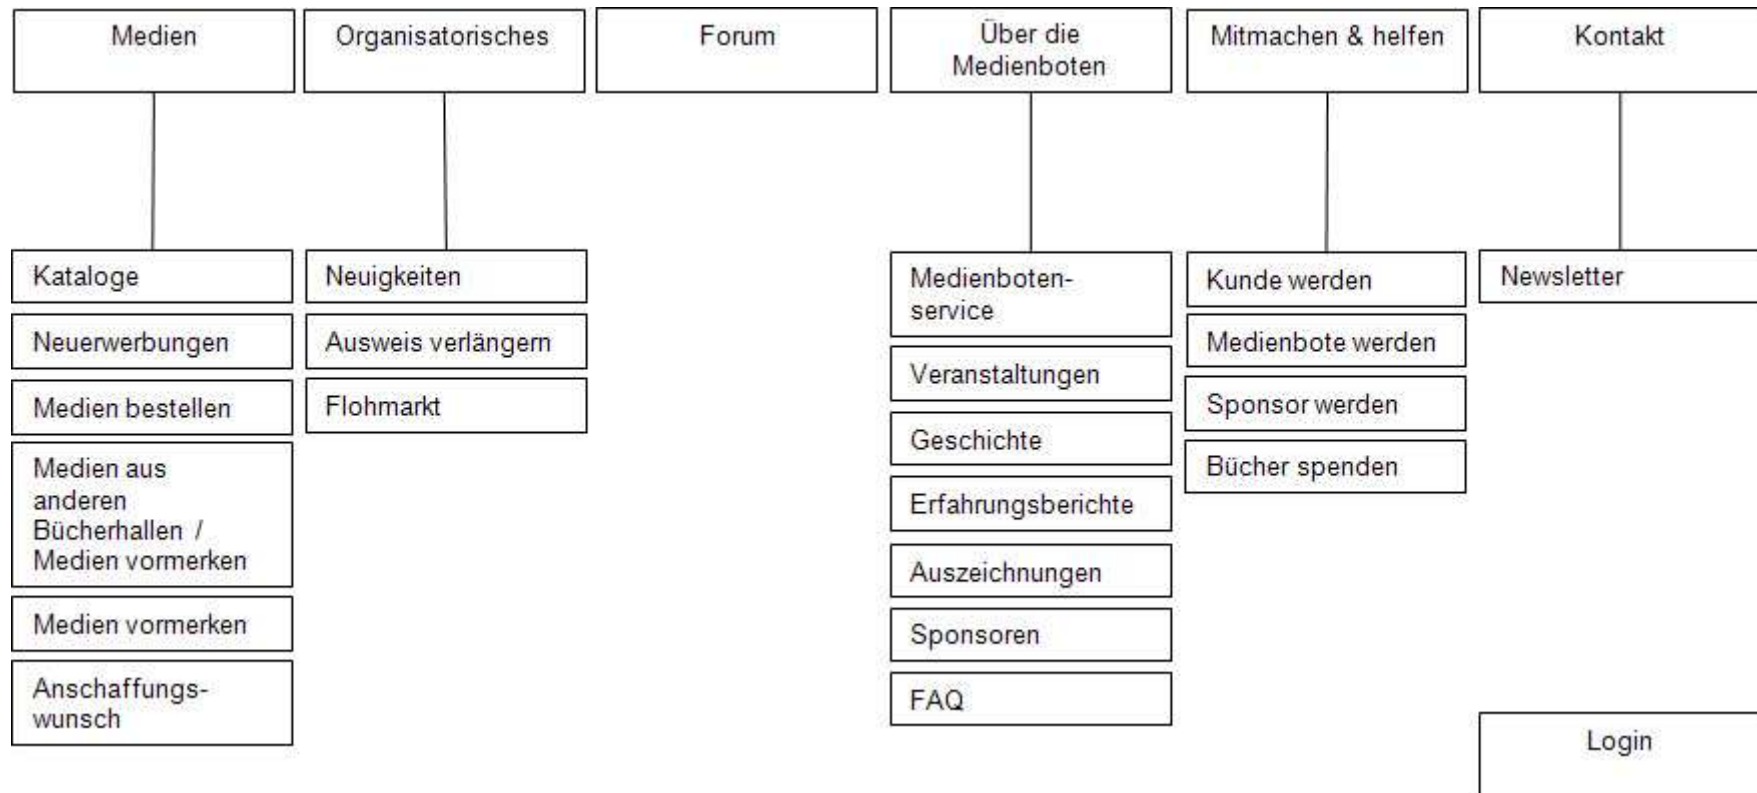 Medien
Organisatorisches
Forum
Über die
Medienboten
Mitmachen & helfen
Kontakt
Kataloge
Neuerwerbungen
Medien bestellen
Medien aus
anderen
Bücherhallen /
Medien vormerken
Medien vormerken
Anschaffungs-
wunsch
Neuigkeiten
Ausweis verlängern
Flohmarkt
Medienboten-
service
Veranstaltungen
Geschichte
Erfahrungsberichte
Auszeichnungen
Sponsoren
FAQ
Kunde werden
Medienbote werden
Sponsor werden
Bücher spenden
Newsletter
Login